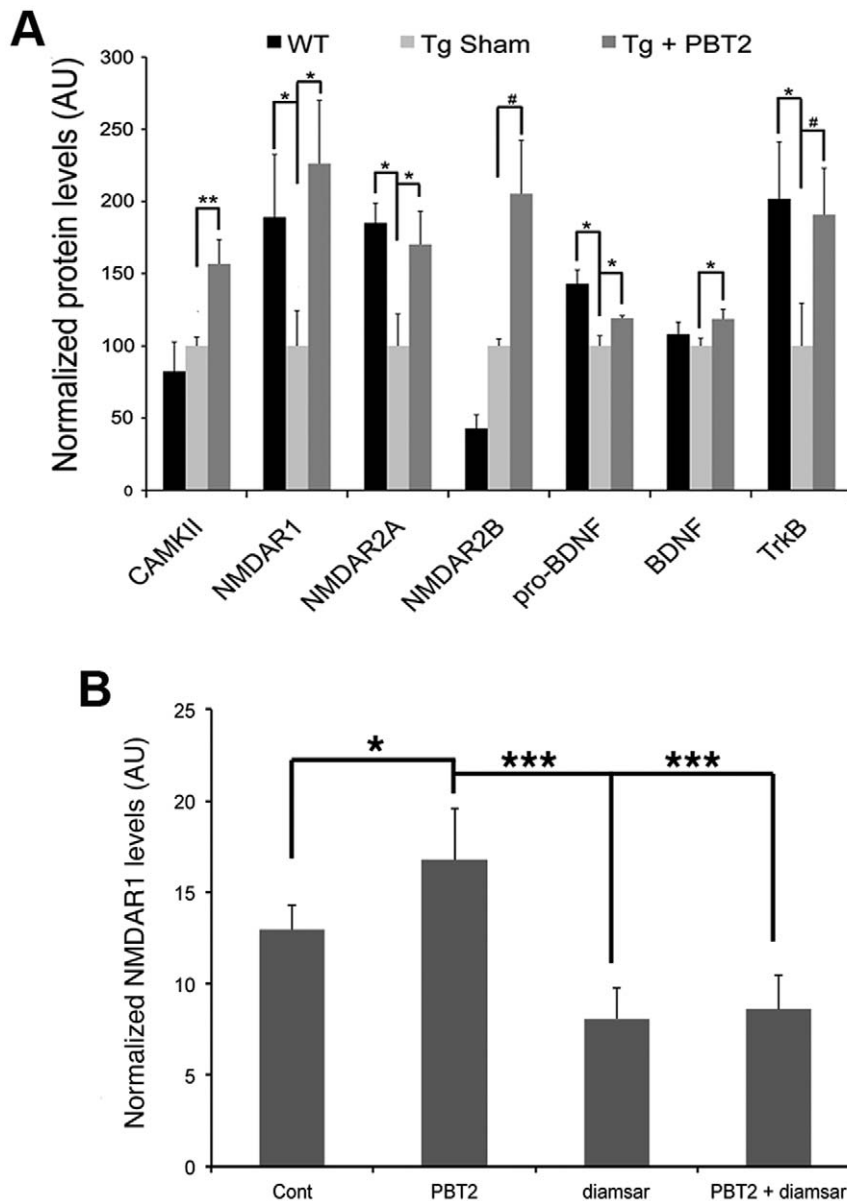 A
WT Tg Sham Tg + PBT2
Normalized protein levels (AU)
300
250
200
150
100
50
0
* * * * # * * * * # **
CAMKII NMDAR1 NMDAR2A NMDAR2B pro-BDNF BDNF TrkB
B
Normalized NMDAR1 levels (AU)
25
20
15
10
5
0
* *** ***
Cont PBT2 diamsar PBT2 + diamsar